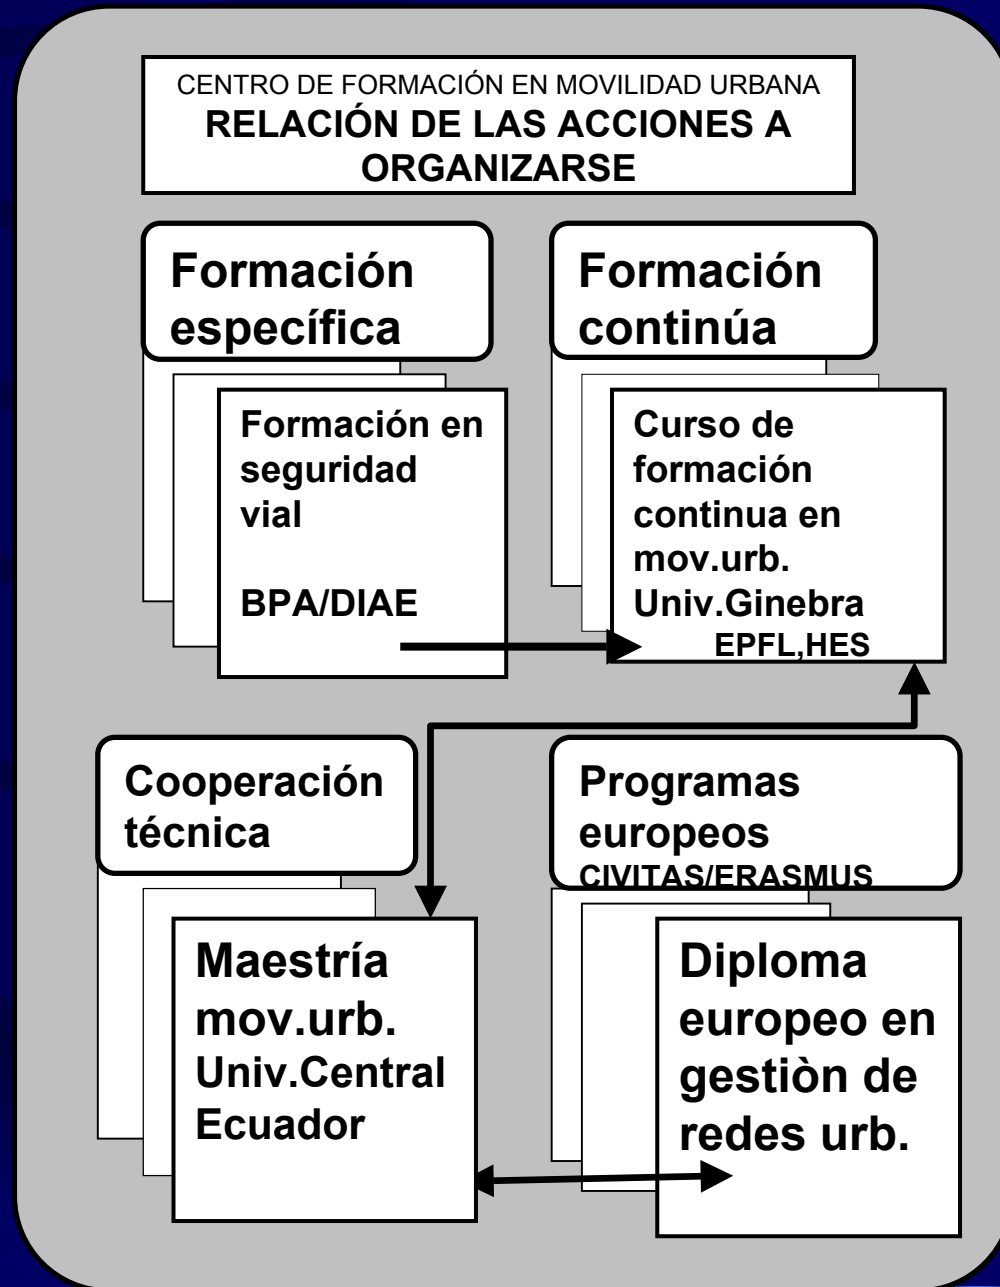 CENTRO DE FORMACIÓN EN MOVILIDAD URBANA
RELACIÓN DE LAS ACCIONES A
ORGANIZARSE
Formación
específica
Formación en
seguridad
vial
BPA/DIAE
Formación
continúa
Curso de
formación
continua en
mov.urb.
Univ.Ginebra
EPFL,HES
Cooperación
técnica
Maestría
mov.urb.
Univ.Central
Ecuador
Programas
europeos
CIVITAS/ERASMUS
Diploma
europeo en
gestiòn de
redes urb.